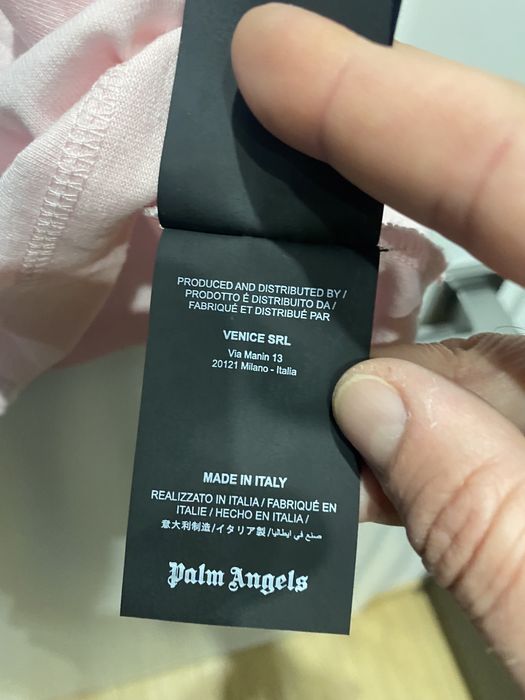 PRODUCED AND DISTRIBUTED BY /
PRODOTTO É DISTRIBUITO DA /
FABRIQUÉ ET DISTRIBUÉ PAR
VENICE SRL
Via Manin 13
20121 Milano - Italia
MADE IN ITALY
REALIZZATO IN ITALIA / FABRIQUÉ EN
ITALIE / HECHO EN ITALIA /
意大利制造/イタリア製/ صنع في ايطاليا
Palm Angels